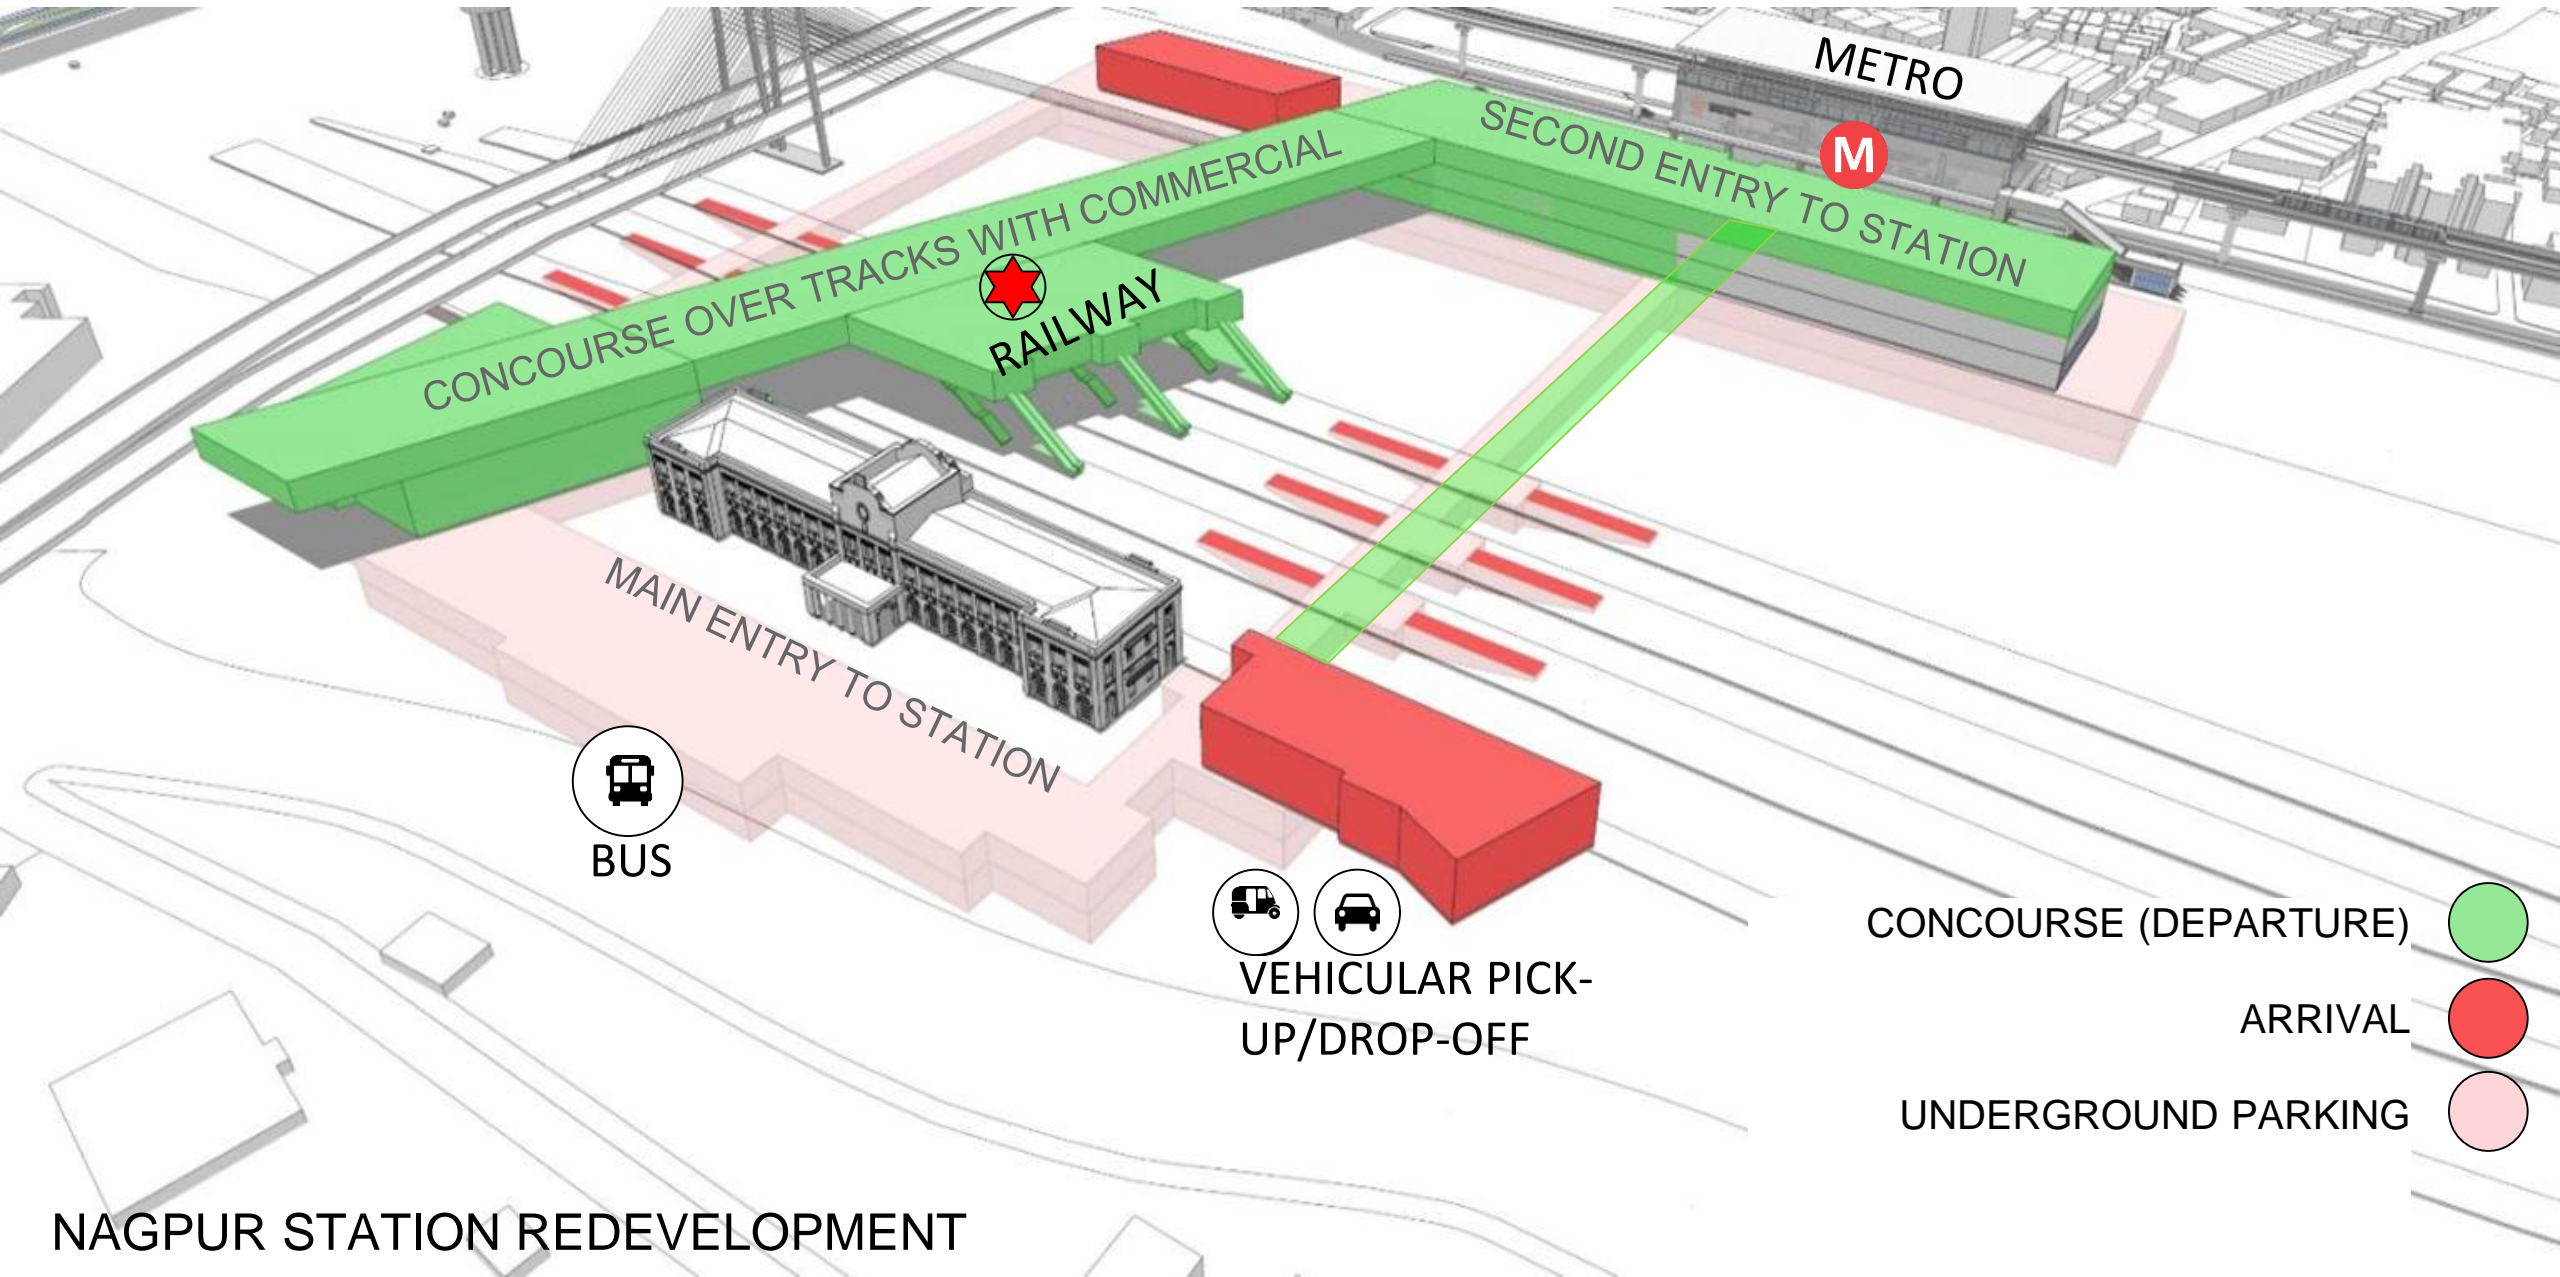 METRO
M
SECOND ENTRY TO STATION
CONCOURSE OVER TRACKS WITH COMMERCIAL
RAILWAY
MAIN ENTRY TO STATION
BUS
VEHICULAR PICK-
UP/DROP-OFF
CONCOURSE (DEPARTURE)
ARRIVAL
UNDERGROUND PARKING
NAGPUR STATION REDEVELOPMENT